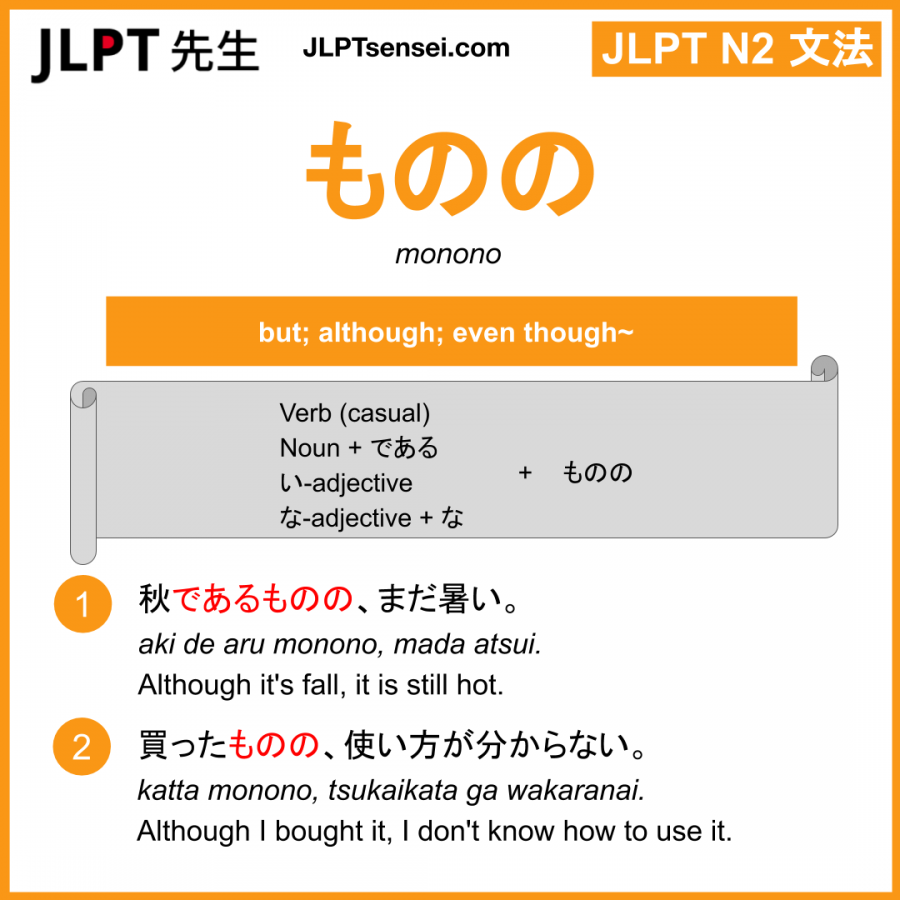 JLPT 先生
JLPTsensei.com
JLPT N2 文法
ものの
monono
but; although; even though~
Verb (casual)
Noun + である
い-adjective
な-adjective + な
+ ものの
1
秋であるものの、まだ暑い。
aki de aru monono, mada atsui.
Although it's fall, it is still hot.
2
買ったものの、使い方が分からない。
katta monono, tsukaikata ga wakaranai.
Although I bought it, I don't know how to use it.